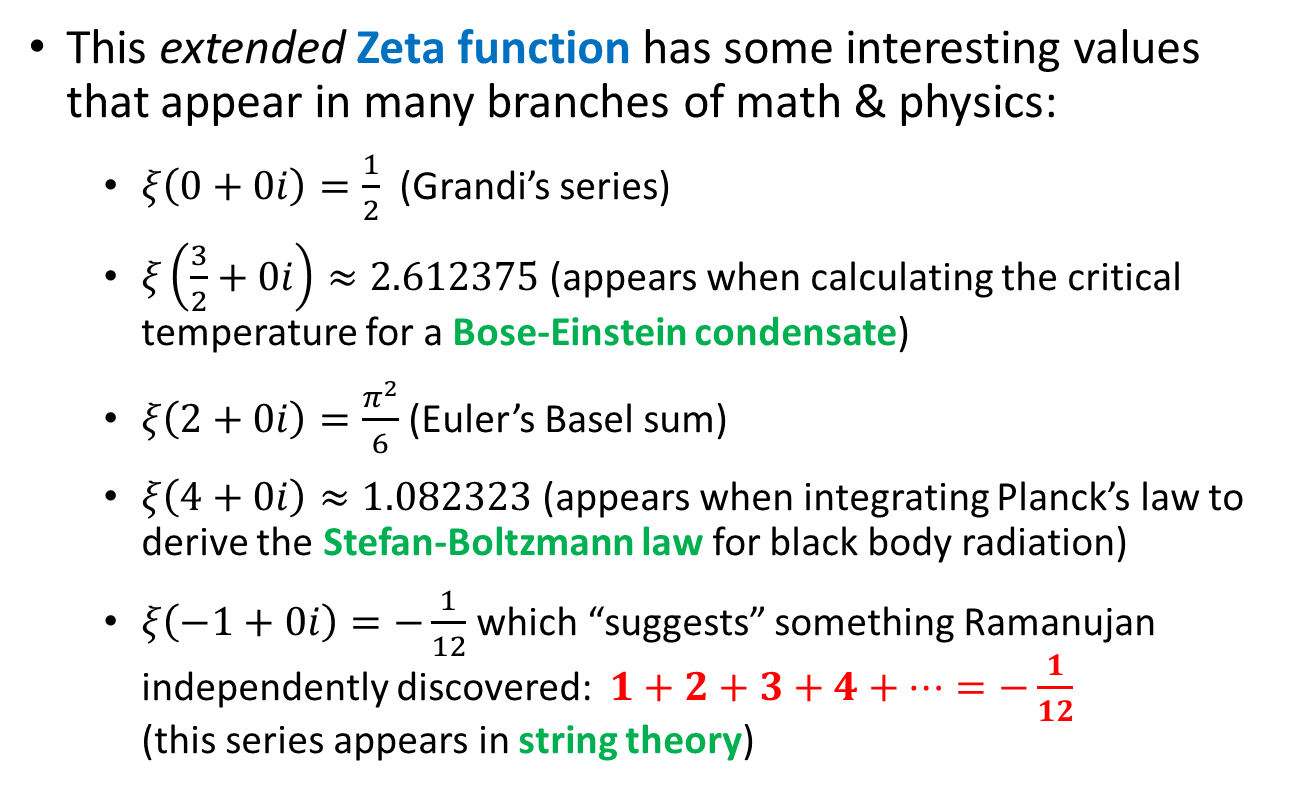 • This extended Zeta function has some interesting values
that appear in many branches of math & physics:
• ξ(0 + 0i) = 1/2 (Grandi’s series)
• ξ(3/2 + 0i) ≈ 2.612375 (appears when calculating the critical
temperature for a Bose-Einstein condensate)
• ξ(2 + 0i) = π²/6 (Euler’s Basel sum)
• ξ(4 + 0i) ≈ 1.082323 (appears when integrating Planck’s law to
derive the Stefan-Boltzmann law for black body radiation)
• ξ(−1 + 0i) = −1/12 which “suggests” something Ramanujan
independently discovered: 1 + 2 + 3 + 4 + ⋯ = −1/12
(this series appears in string theory)